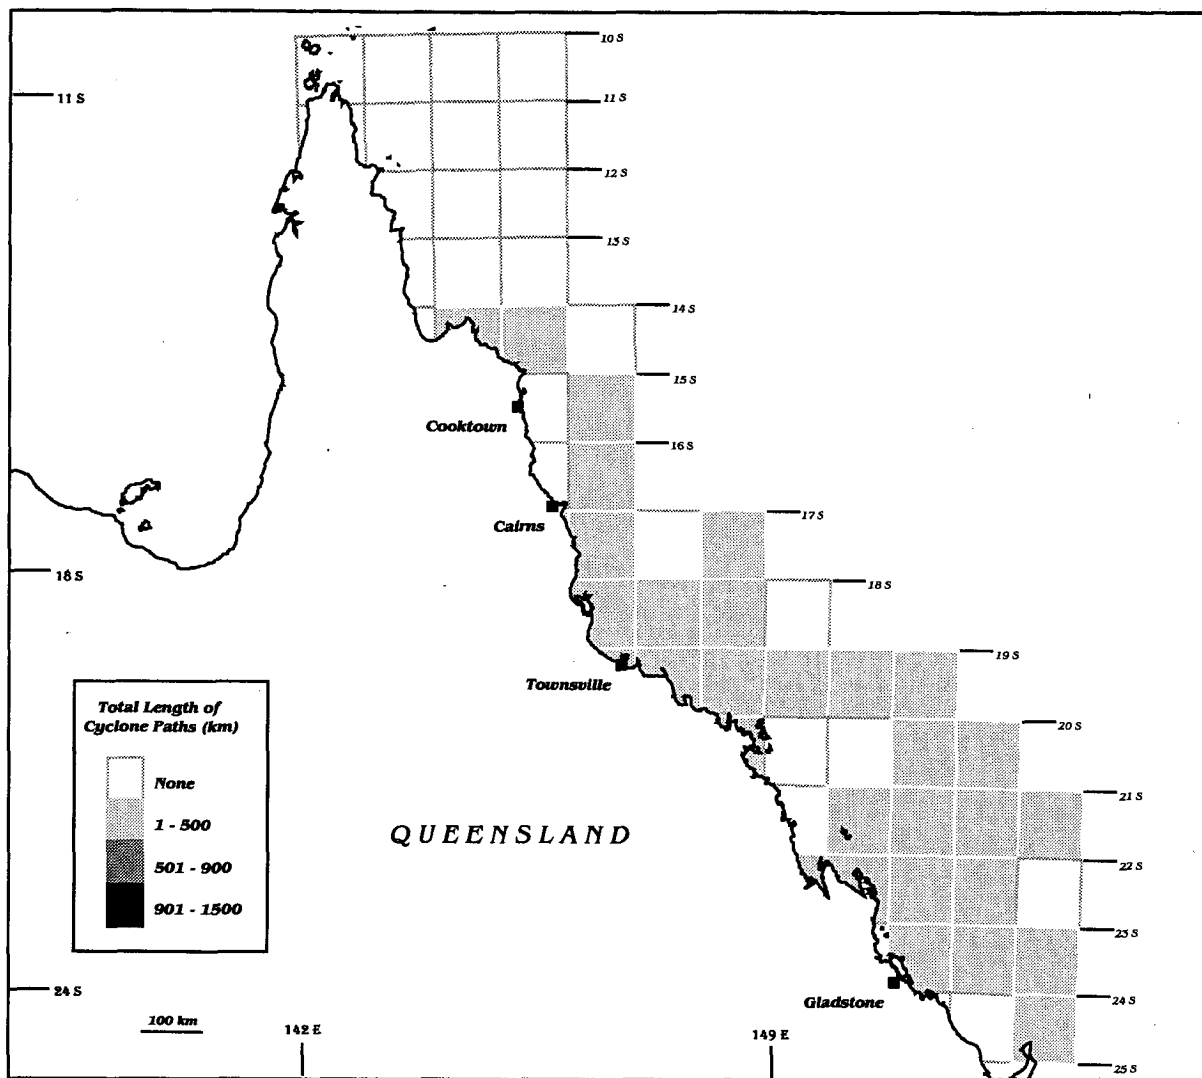 10 S
11 S
11 S
12 S
13 S
14 S
15 S
Cooktown
16 S
Cairns
17 S
18 S
18 S
19 S
Townsville
Total Length of
Cyclone Paths (km)
20 S
None
21 S
1 - 500
QUEENSLAND
22 S
501 - 900
901 - 1500
23 S
24 S
Gladstone
24 S
100 km
142 E
149 E
25 S